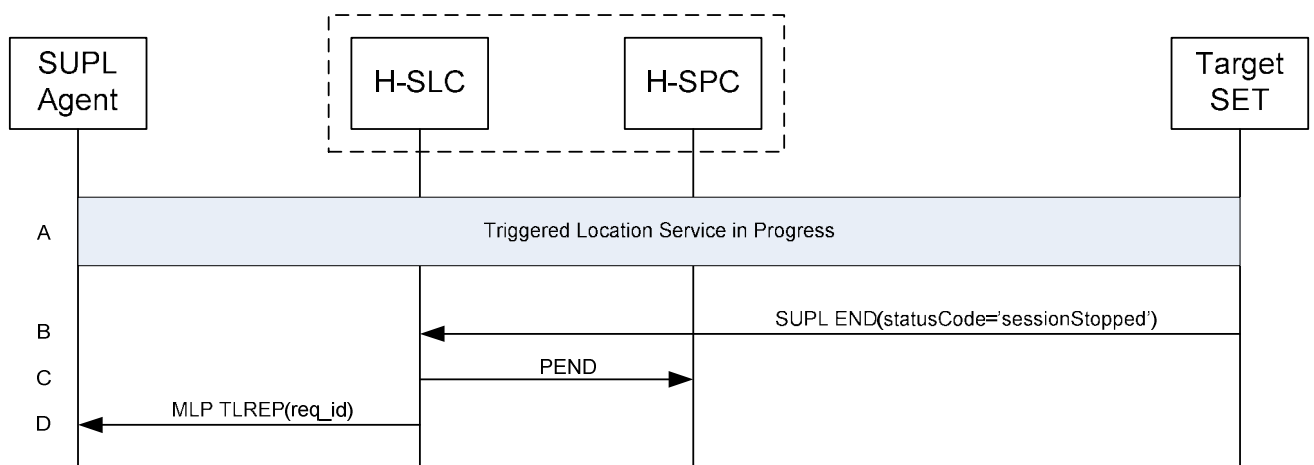 SUPL
Agent
H-SLC
H-SPC
Target
SET
A
Triggered Location Service in Progress
B
SUPL END(statusCode='sessionStopped’)
C
PEND
D
MLP TLREP(req_id)